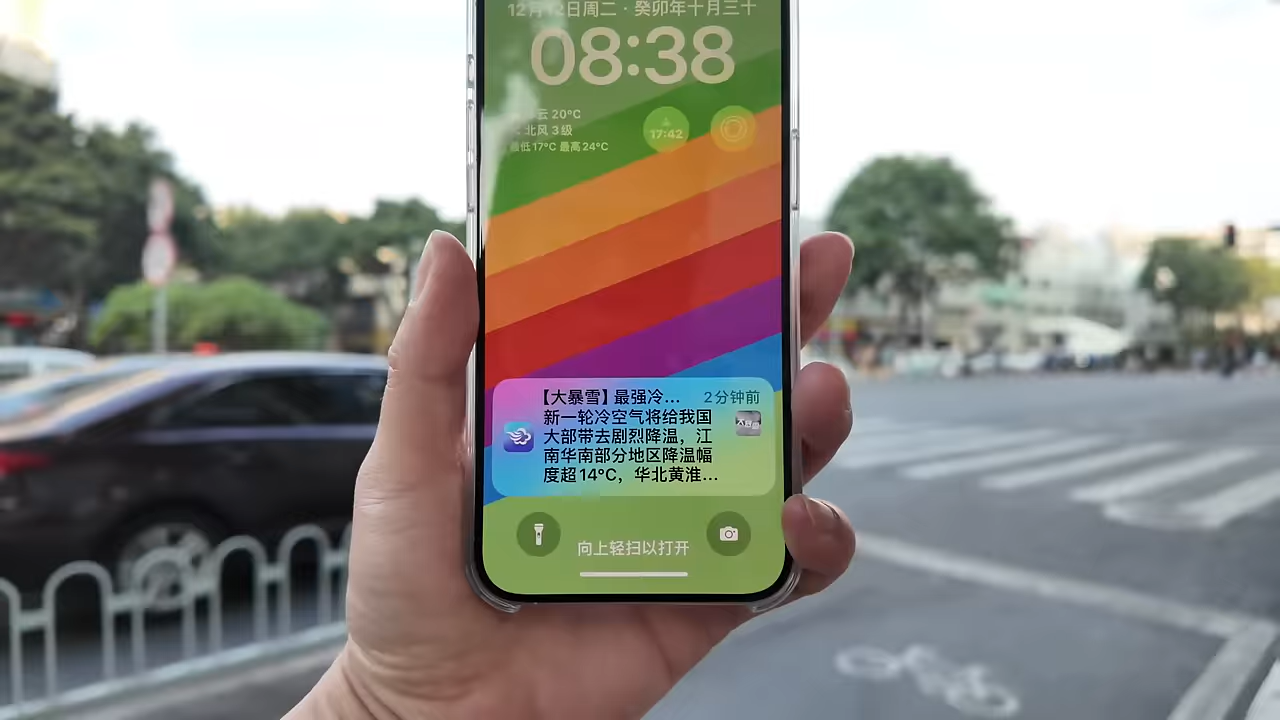 12月12日周二 · 癸卯年十月三十
08:38
云 20°C
北风 3级
最低17°C 最高24°C
17:42
【大暴雪】最强冷... 2分钟前
新一轮冷空气将给我国
大部带去剧烈降温，江
南华南部分地区降温幅
度超14°C，华北黄淮...
向上轻扫以打开